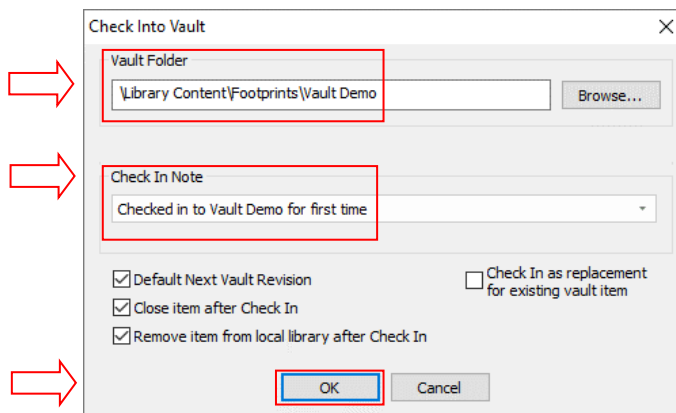 Check Into Vault
Vault Folder
\Library Content\Footprints\Vault Demo
Browse...
Check In Note
Checked in to Vault Demo for first time
Default Next Vault Revision
Check In as replacement
for existing vault item
Close item after Check In
Remove item from local library after Check In
OK
Cancel